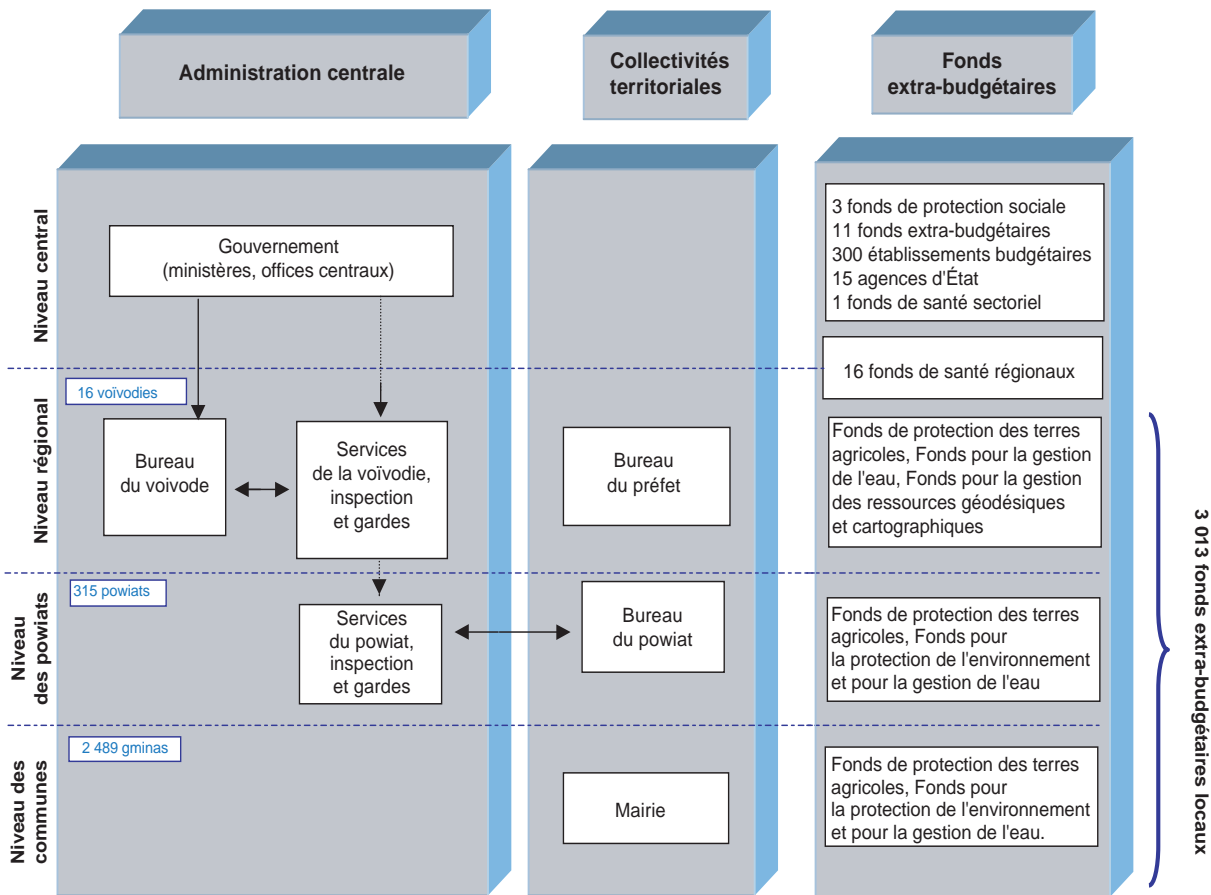 Administration centrale
Collectivités
territoriales
Fonds
extra-budgétaires
Niveau central
Gouvernement
(ministères, offices centraux)
3 fonds de protection sociale
11 fonds extra-budgétaires
300 établissements budgétaires
15 agences d'État
1 fonds de santé sectoriel
16 fonds de santé régionaux
Niveau régional
16 voïvodies
Bureau
du voivode
Services
de la voïvodie,
inspection
et gardes
Bureau
du préfet
Fonds de protection des terres
agricoles, Fonds pour la gestion
de l'eau, Fonds pour la gestion
des ressources géodésiques
et cartographiques
Niveau
des powiats
315 powiats
Services
du powiat,
inspection
et gardes
Bureau
du powiat
Fonds de protection des terres
agricoles, Fonds pour
la protection de l'environnement
et pour la gestion de l'eau
Niveau des
communes
2 489 gminas
Mairie
Fonds de protection des terres
agricoles, Fonds pour
la protection de l'environnement
et pour la gestion de l'eau.
3 013 fonds extra-budgétaires locaux